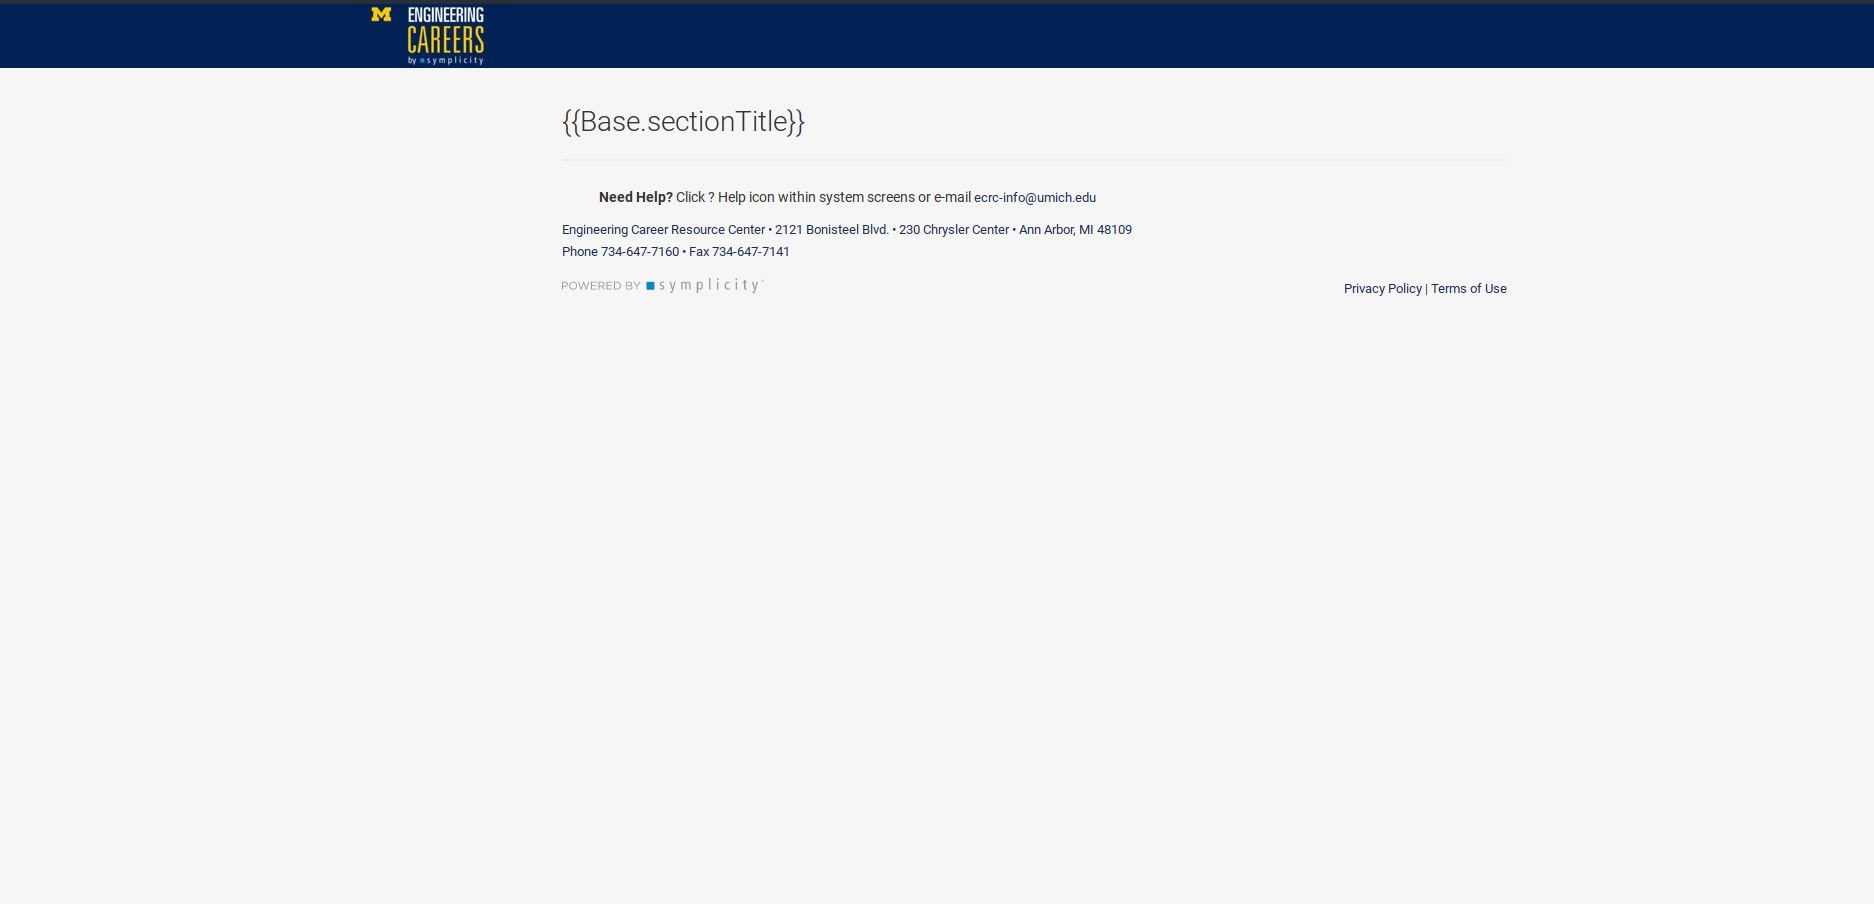 M ENGINEERING
CAREERS
by symplicity
{{Base.sectionTitle}}
Need Help? Click ? Help icon within system screens or e-mail ecrc-info@umich.edu
Engineering Career Resource Center • 2121 Bonisteel Blvd. • 230 Chrysler Center • Ann Arbor, MI 48109
Phone 734-647-7160 • Fax 734-647-7141
POWERED BY symplicity
Privacy Policy | Terms of Use